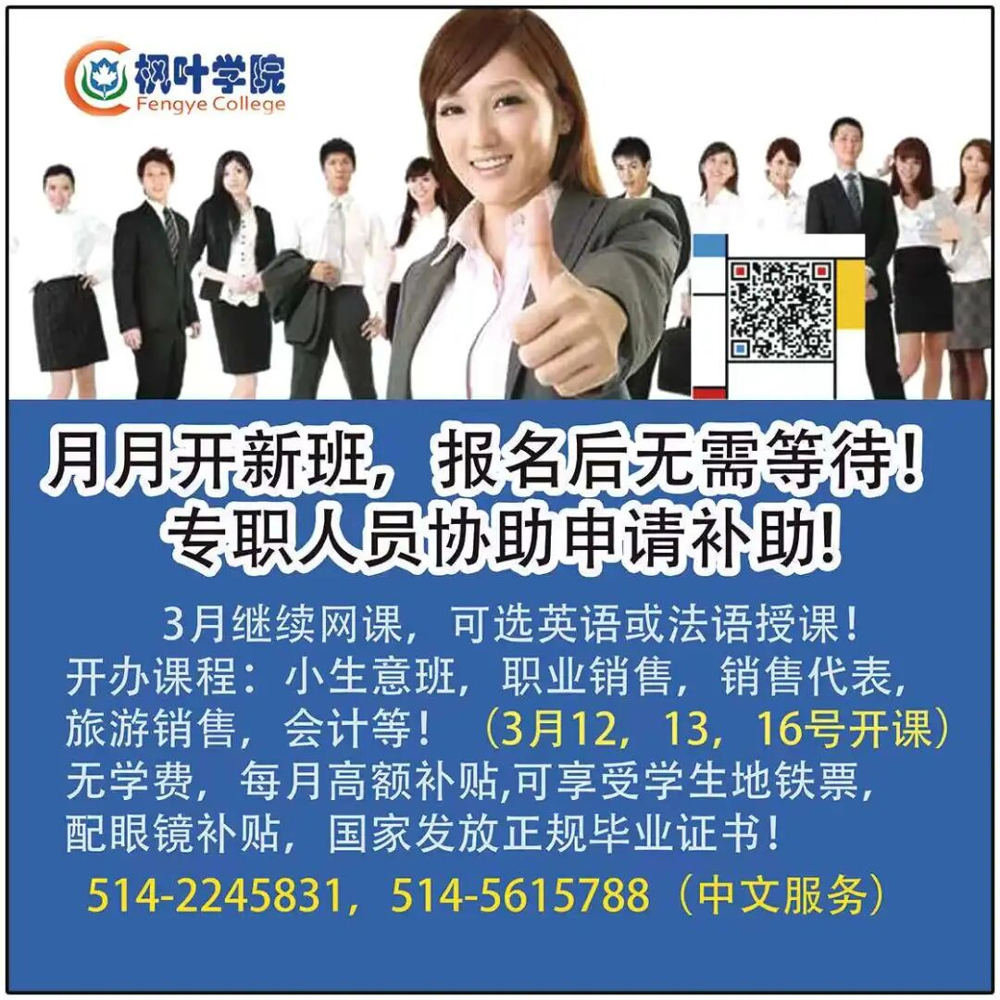 枫叶学院
Fengye College
月月开新班，报名后无需等待！
专职人员协助申请补助!
3月继续网课，可选英语或法语授课！
开办课程：小生意班，职业销售，销售代表，
旅游销售，会计等！（3月12，13，16号开课）
无学费，每月高额补贴,可享受学生地铁票，
配眼镜补贴，国家发放正规毕业证书！
514-2245831，514-5615788（中文服务）